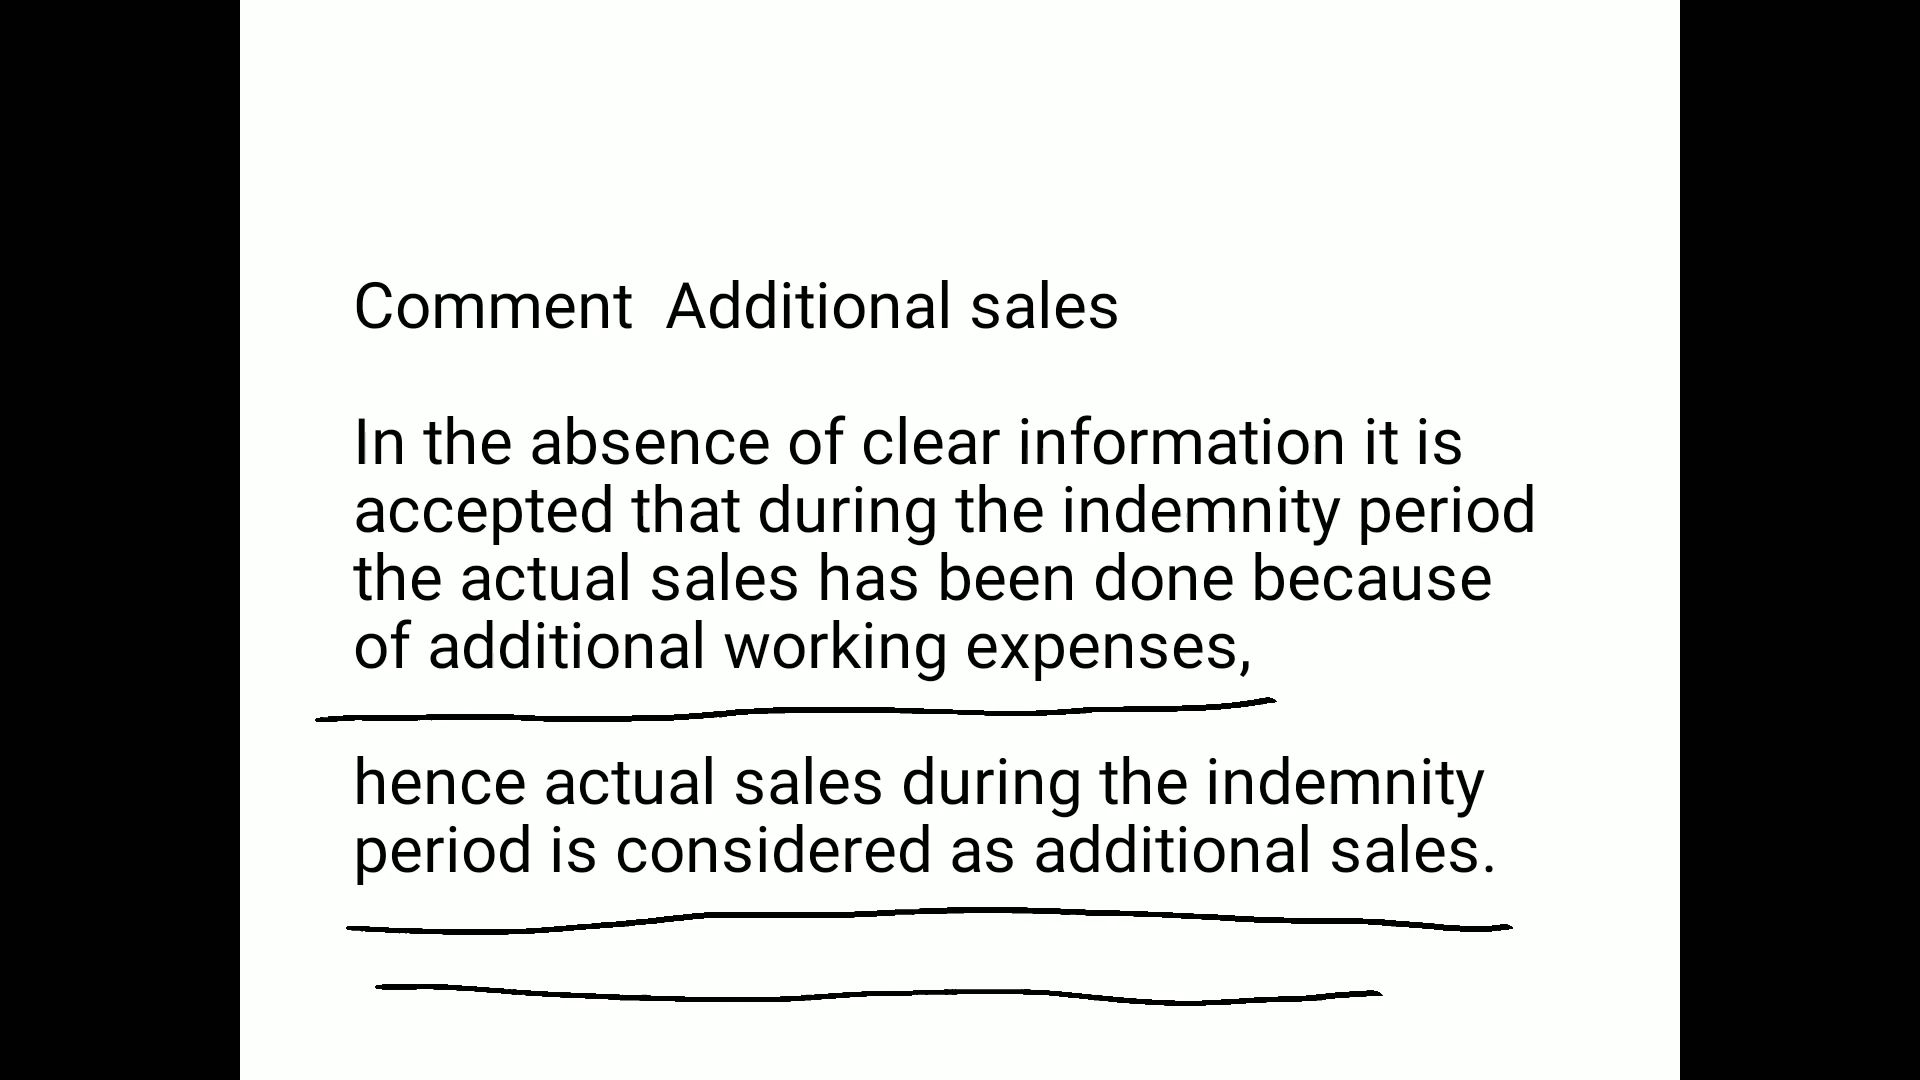 Comment  Additional sales
In the absence of clear information it is
accepted that during the indemnity period
the actual sales has been done because
of additional working expenses,
hence actual sales during the indemnity
period is considered as additional sales.